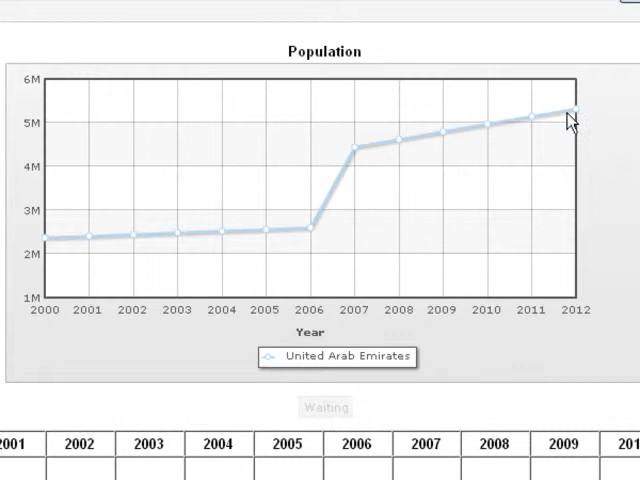 Population
6M
5M
4M
3M
2M
1M
2000 2001 2002 2003 2004 2005 2006 2007 2008 2009 2010 2011 2012
Year
United Arab Emirates
Waiting
2001 2002 2003 2004 2005 2006 2007 2008 2009 201